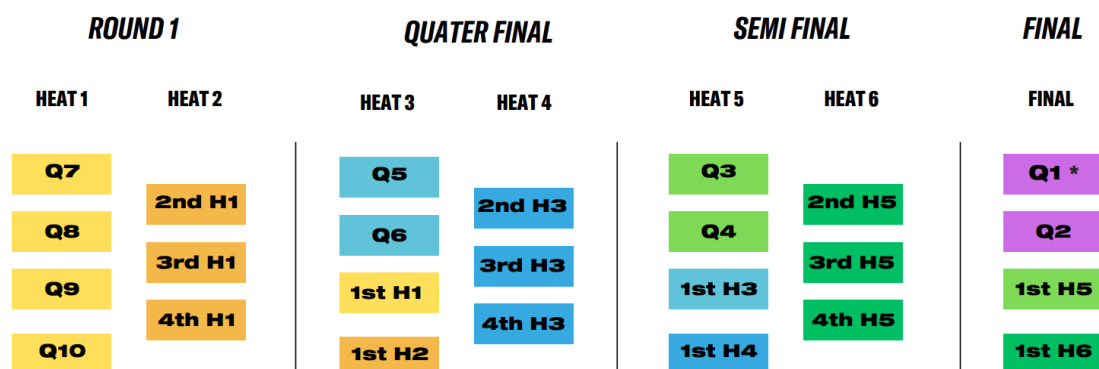 ROUND 1
QUATER FINAL
SEMI FINAL
FINAL
HEAT 1
HEAT 2
HEAT 3
HEAT 4
HEAT 5
HEAT 6
FINAL
Q7
Q8
Q9
Q10
2nd H1
3rd H1
4th H1
Q5
Q6
1st H1
1st H2
2nd H3
3rd H3
4th H3
Q3
Q4
1st H3
1st H4
2nd H5
3rd H5
4th H5
Q1 *
Q2
1st H5
1st H6